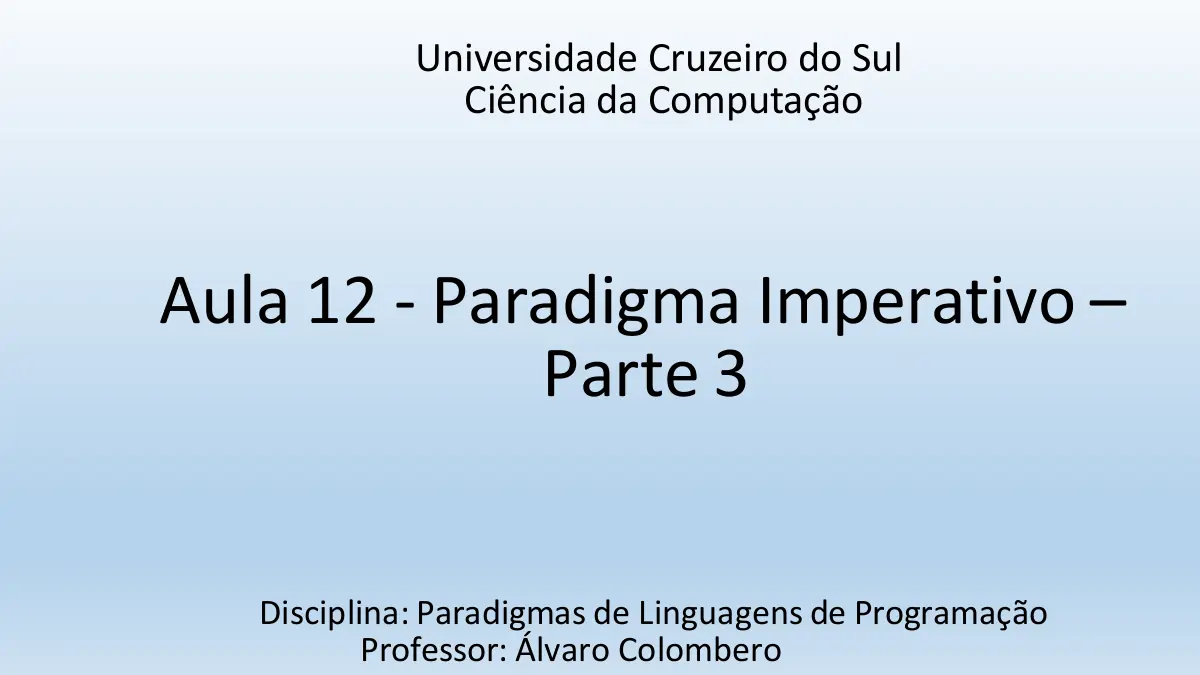 Universidade Cruzeiro do Sul
Ciência da Computação
Aula 12 - Paradigma Imperativo –
Parte 3
Disciplina: Paradigmas de Linguagens de Programação
Professor: Álvaro Colombero